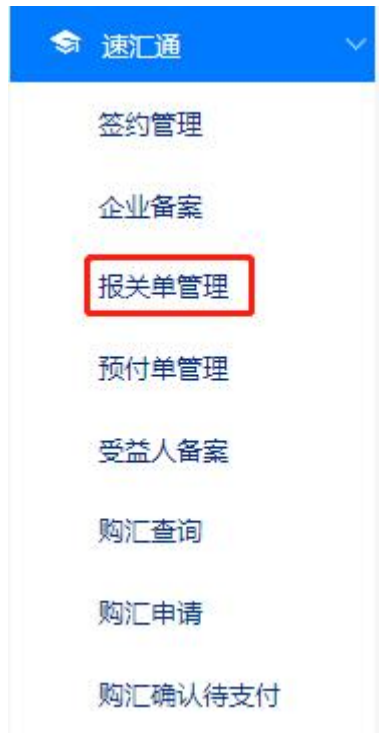 速汇通
签约管理
企业备案
报关单管理
预付单管理
受益人备案
购汇查询
购汇申请
购汇确认待支付